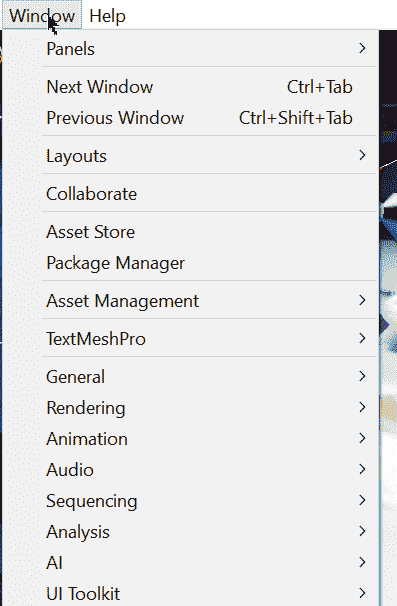 Window Help
Panels
Next Window Ctrl+Tab
Previous Window Ctrl+Shift+Tab
Layouts
Collaborate
Asset Store
Package Manager
Asset Management
TextMeshPro
General
Rendering
Animation
Audio
Sequencing
Analysis
AI
UI Toolkit